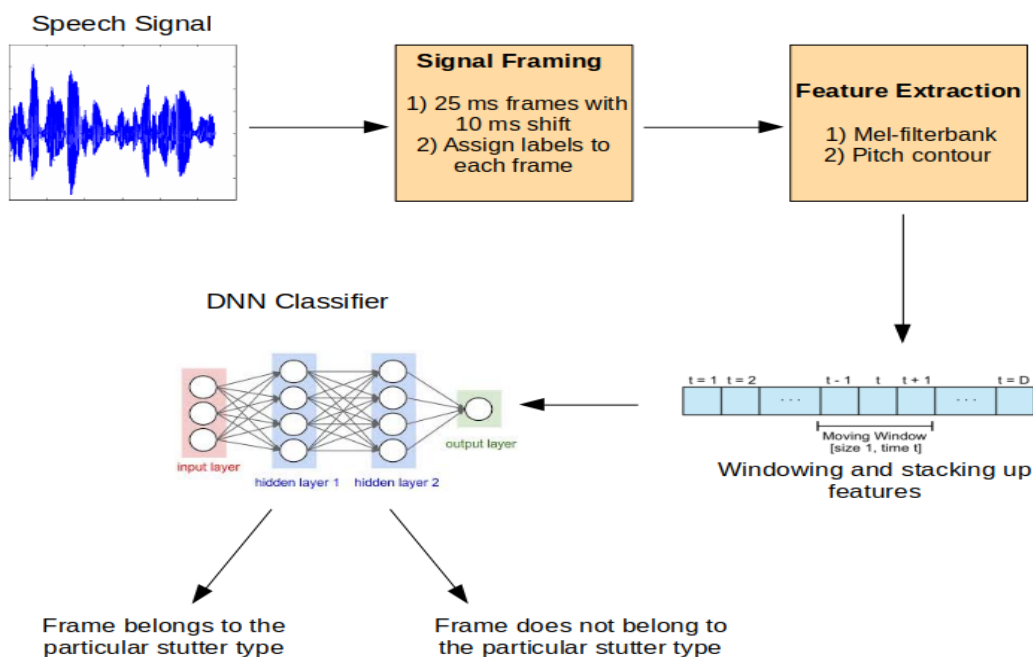 Speech Signal
Signal Framing
1) 25 ms frames with
10 ms shift
2) Assign labels to
each frame
Feature Extraction
1) Mel-filterbank
2) Pitch contour
DNN Classifier
input layer
hidden layer 1
hidden layer 2
output layer
t = 1 t = 2 t - 1 t t + 1 t = D
. . . . . .
Moving Window
[size 1, time t]
Windowing and stacking up
features
Frame belongs to the
particular stutter type
Frame does not belong to
the particular stutter type